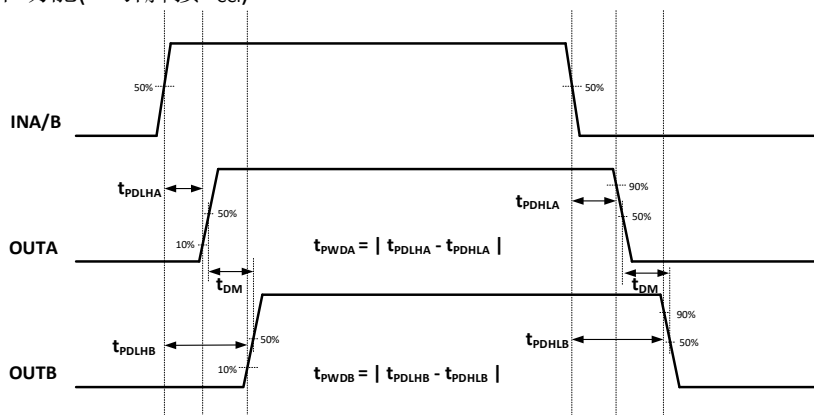 50%
50%
INA/B
tPDLHA
90%
tPDHLA
50%
50%
10%
OUTA
tPWDA = | tPDLHA - tPDHLA |
tDM
tDM
90%
tPDLHB
50%
tPDHLB
50%
10%
OUTB
tPWDB = | tPDLHB - tPDHLB |